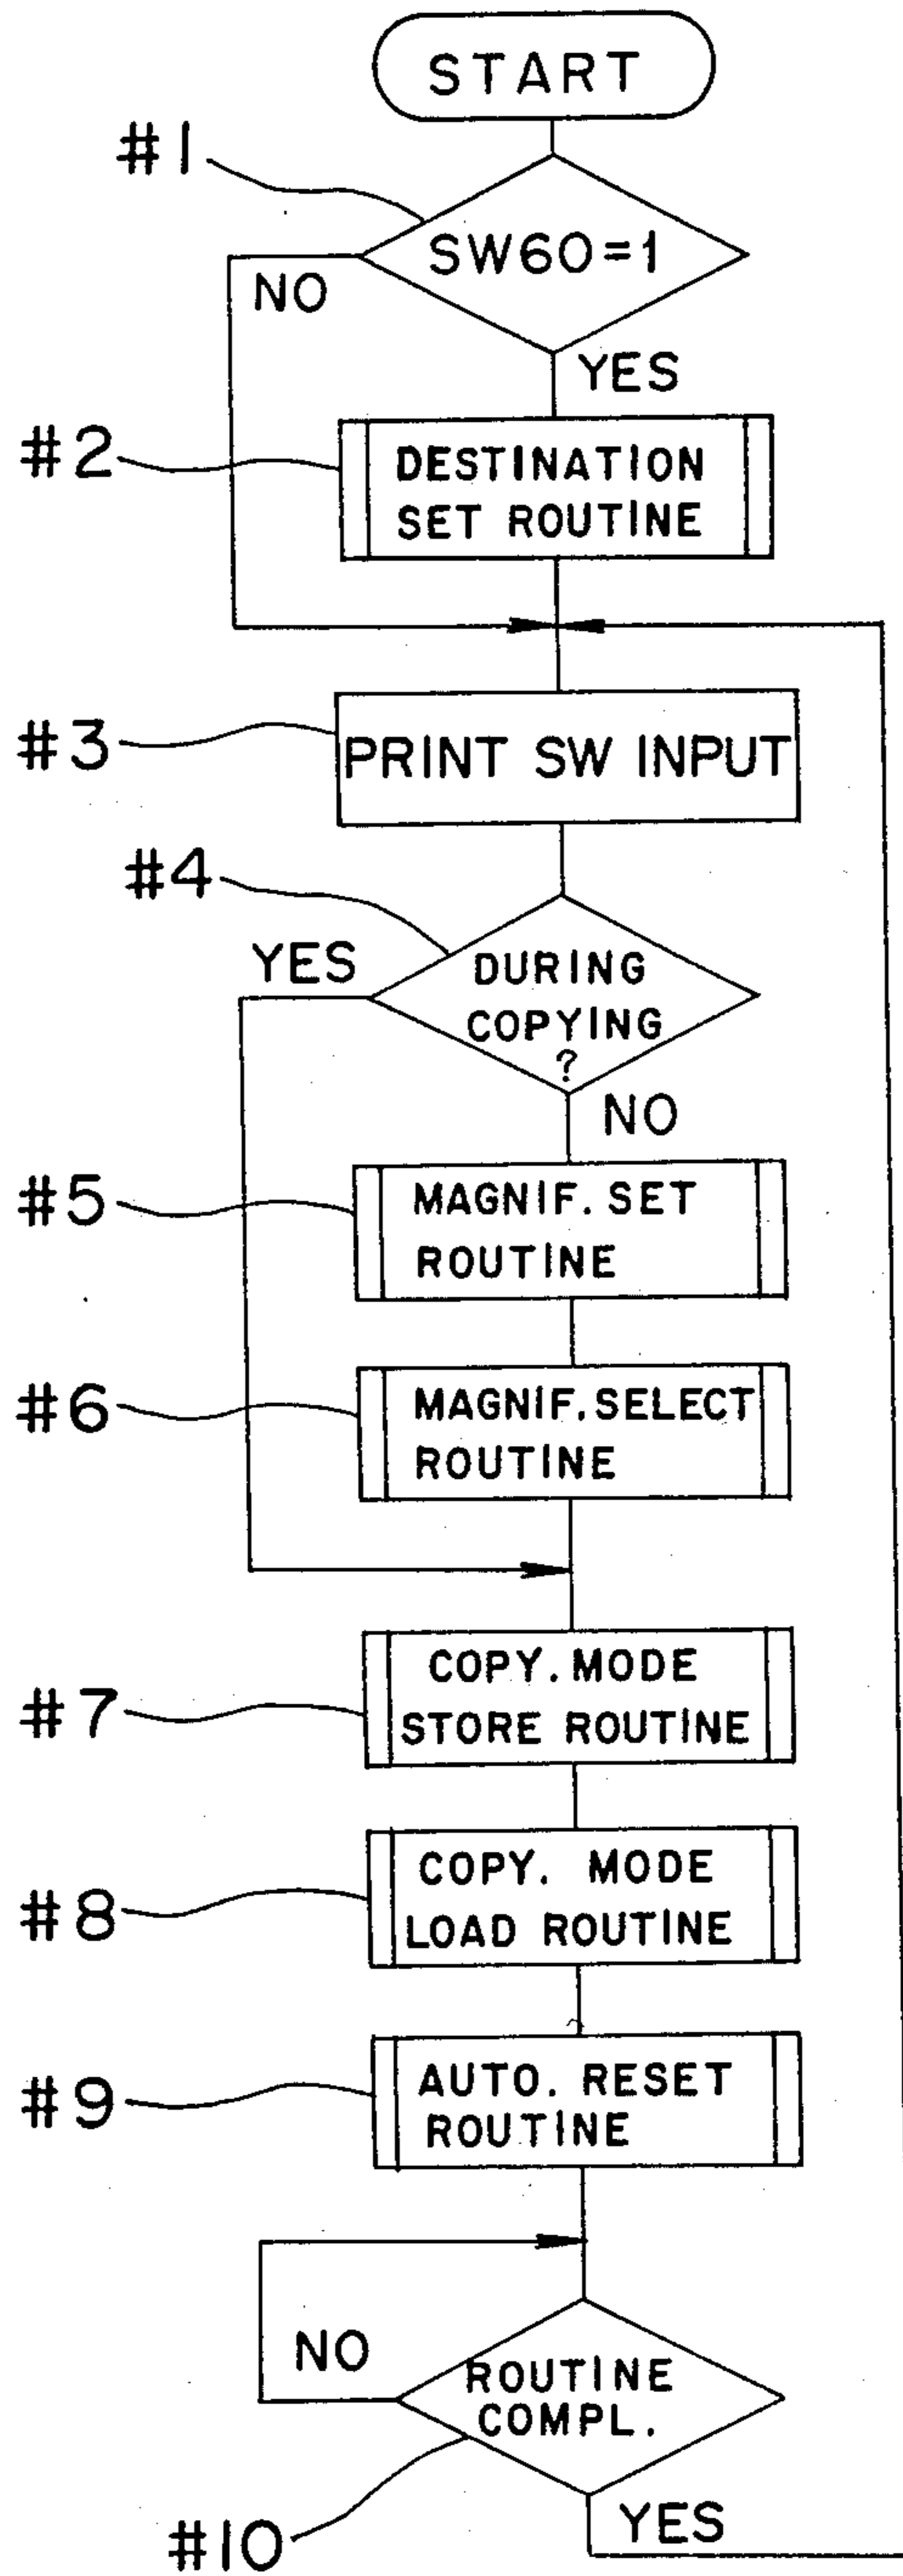 START
#1
SW60=1
NO
YES
#2
DESTINATION
SET ROUTINE
#3
PRINT SW INPUT
#4
YES
DURING
COPYING
?
NO
#5
MAGNIF. SET
ROUTINE
#6
MAGNIF. SELECT
ROUTINE
#7
COPY. MODE
STORE ROUTINE
#8
COPY. MODE
LOAD ROUTINE
#9
AUTO. RESET
ROUTINE
NO
ROUTINE
COMPL.
#10
YES